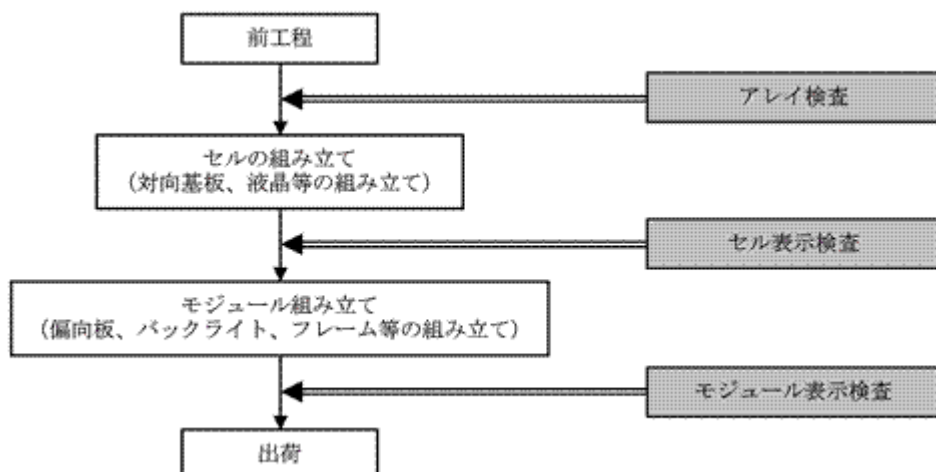 前工程
アレイ検査
セルの組み立て
(対向基板、液晶等の組み立て)
セル表示検査
モジュール組み立て
(偏向板、バックライト、フレーム等の組み立て)
モジュール表示検査
出荷